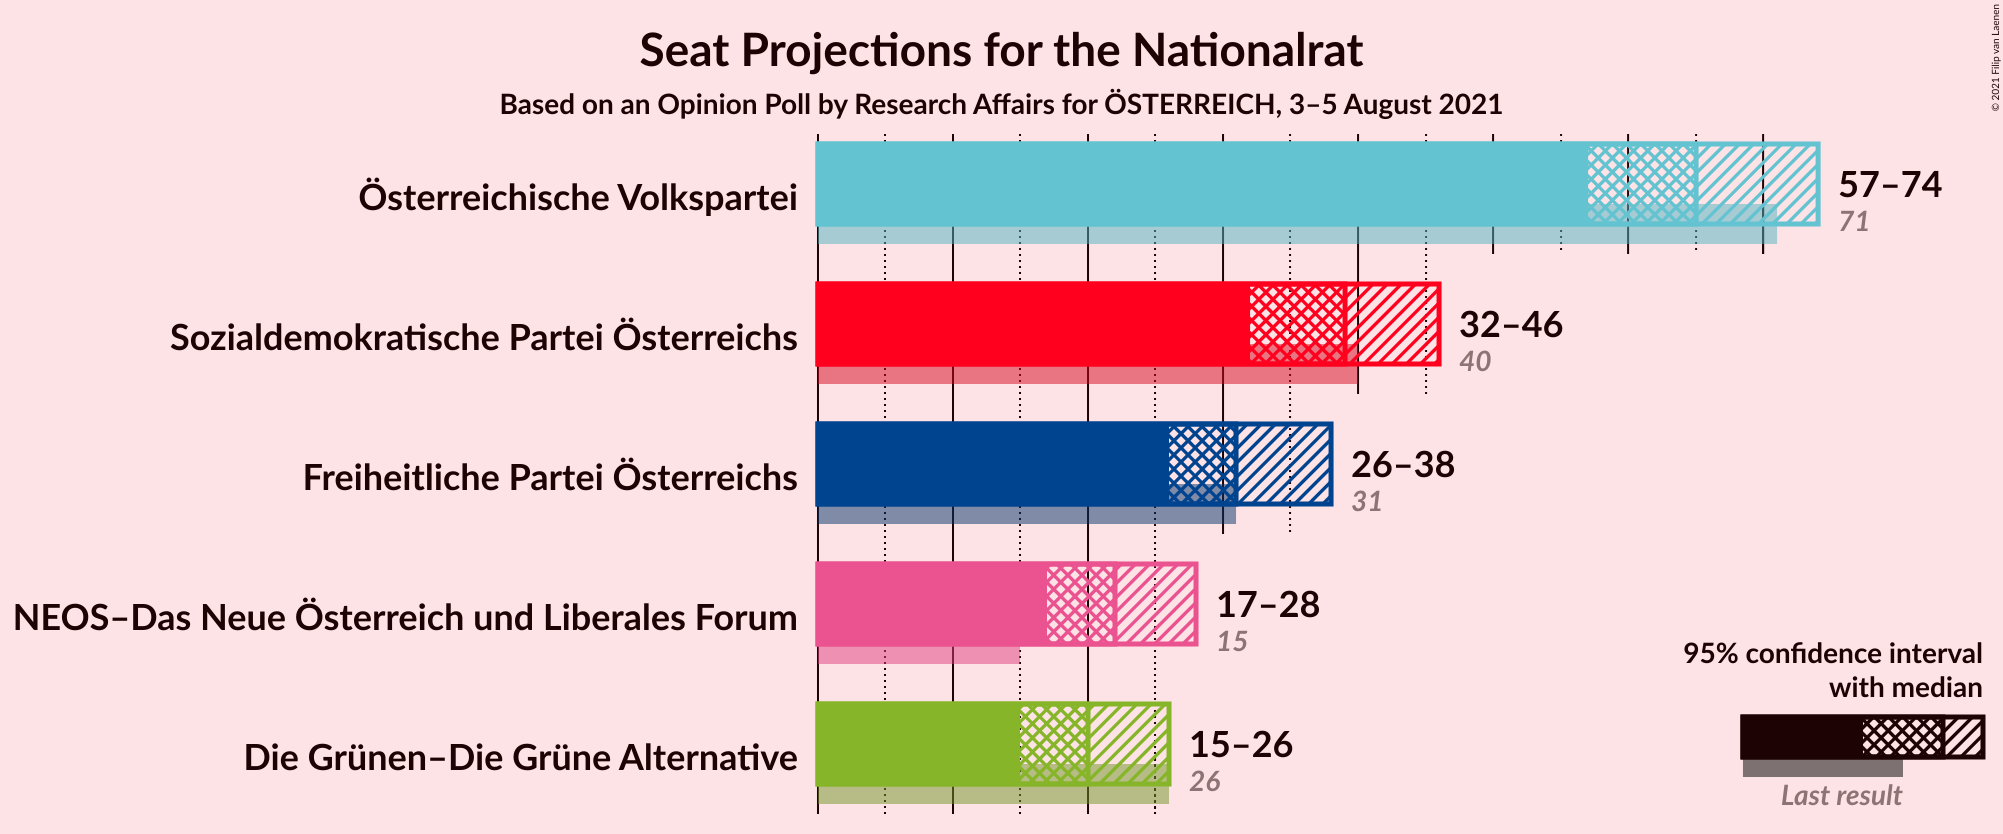 Seat Projections for the Nationalrat
Based on an Opinion Poll by Research Affairs for ÖSTERREICH, 3–5 August 2021
© 2021 Filip van Laenen
Österreichische Volkspartei
57–74
71
Sozialdemokratische Partei Österreichs
32–46
40
Freiheitliche Partei Österreichs
26–38
31
NEOS–Das Neue Österreich und Liberales Forum
17–28
15
Die Grünen–Die Grüne Alternative
15–26
26
95% confidence interval
with median
Last result